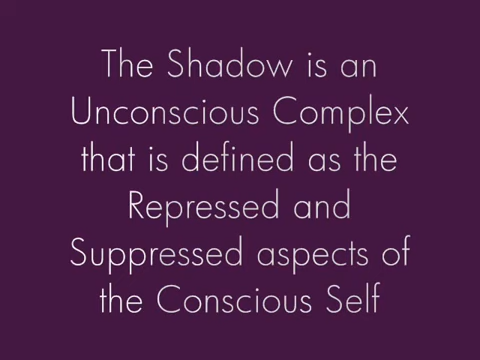 The Shadow is an
Unconscious Complex
that is defined as the
Repressed and
Suppressed aspects of
the Conscious Self